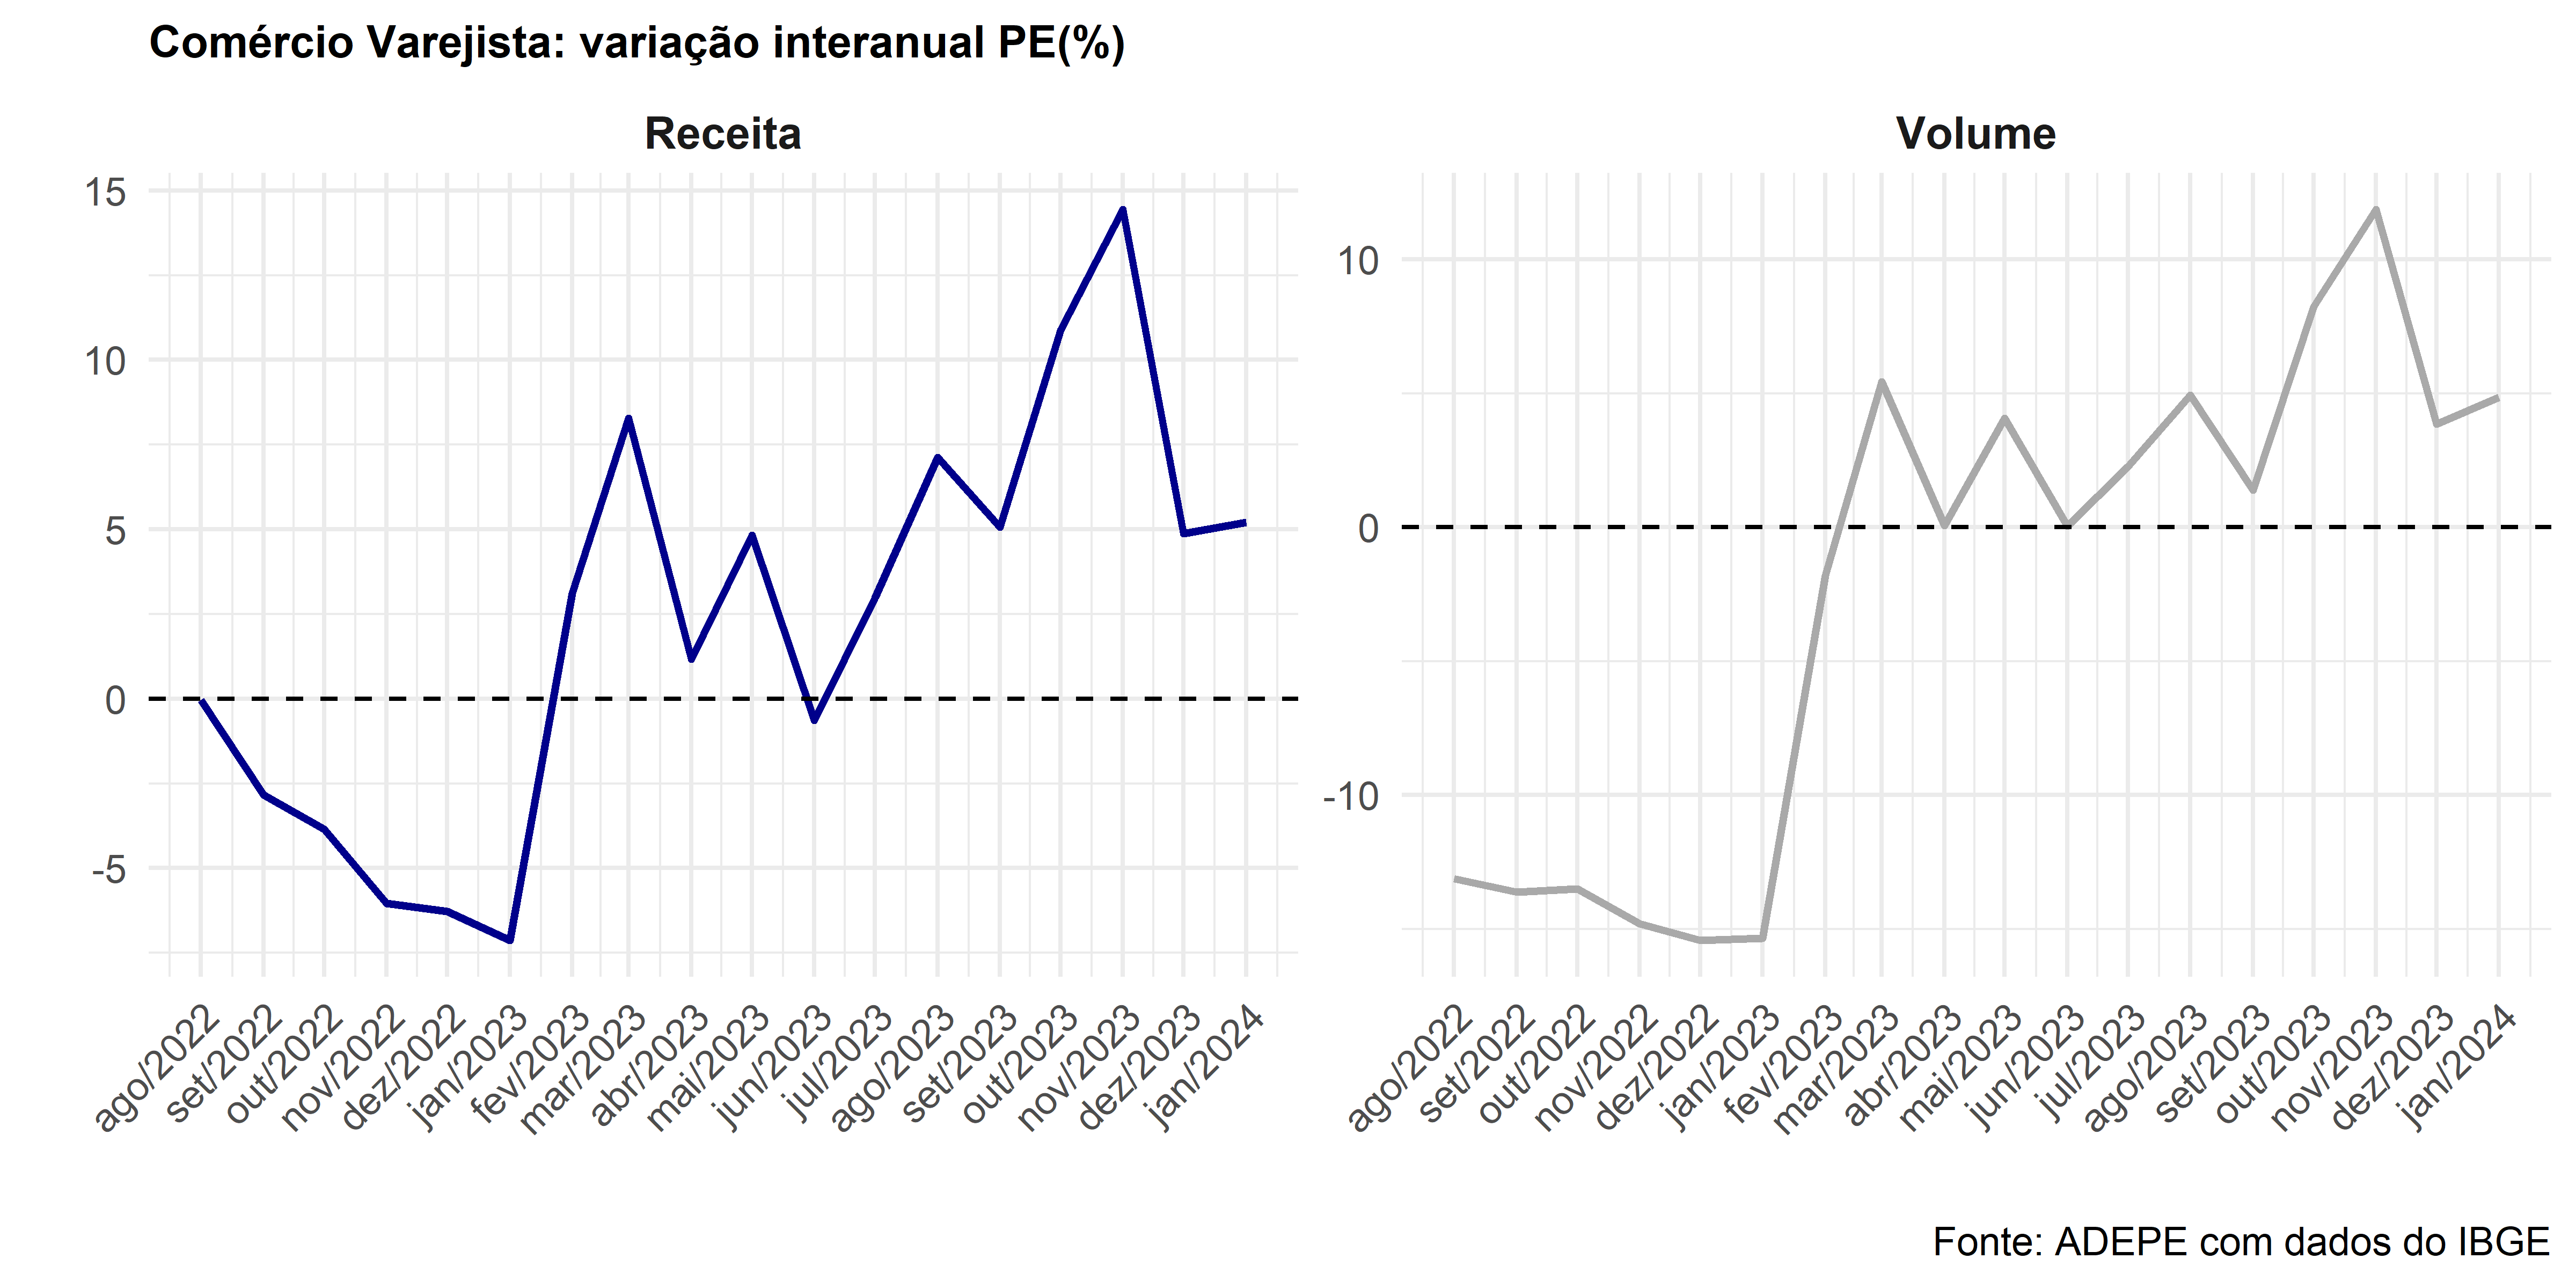 Comércio Varejista: variação interanual PE(%)
Receita
15
10
5
0
-5
ago/2022
set/2022
out/2022
nov/2022
dez/2022
jan/2023
fev/2023
mar/2023
abr/2023
mai/2023
jun/2023
jul/2023
ago/2023
set/2023
out/2023
nov/2023
dez/2023
jan/2024
Volume
10
0
-10
ago/2022
set/2022
out/2022
nov/2022
dez/2022
jan/2023
fev/2023
mar/2023
abr/2023
mai/2023
jun/2023
jul/2023
ago/2023
set/2023
out/2023
nov/2023
dez/2023
jan/2024
Fonte: ADEPE com dados do IBGE